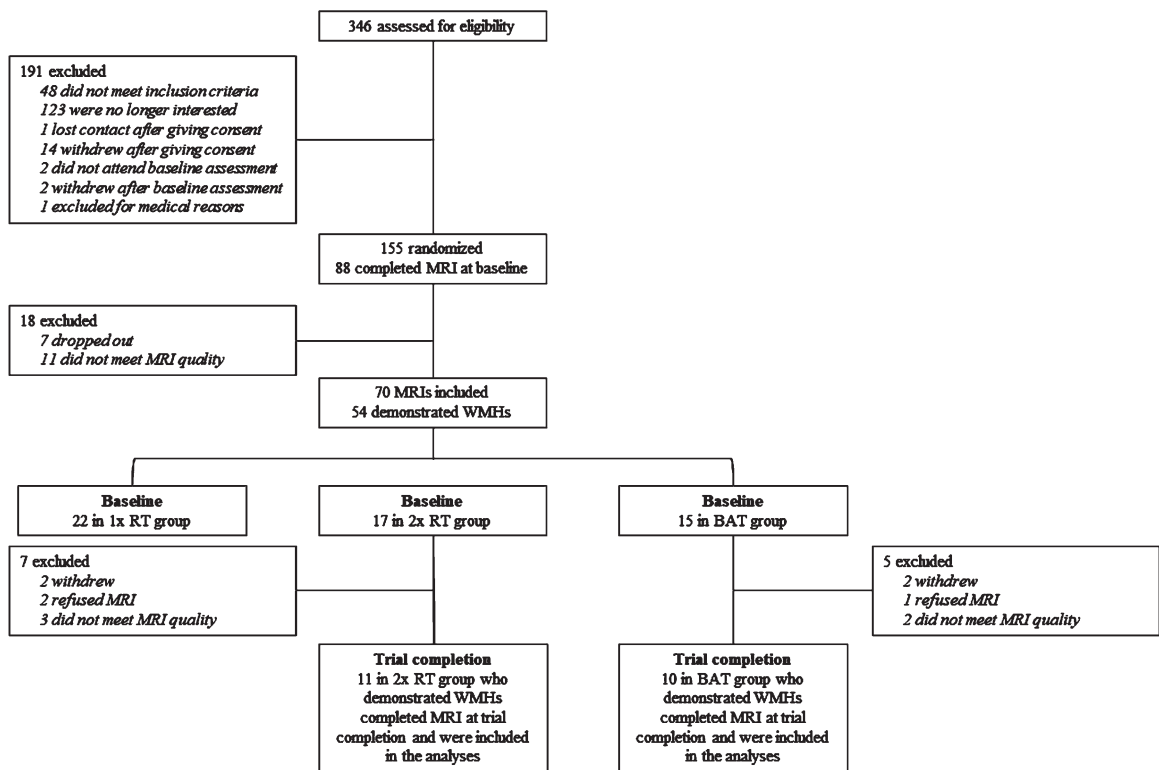 346 assessed for eligibility
191 excluded
48 did not meet inclusion criteria
123 were no longer interested
1 lost contact after giving consent
14 withdrew after giving consent
2 did not attend baseline assessment
2 withdrew after baseline assessment
1 excluded for medical reasons
155 randomized
88 completed MRI at baseline
18 excluded
7 dropped out
11 did not meet MRI quality
70 MRIs included
54 demonstrated WMHs
Baseline
22 in 1x RT group
Baseline
17 in 2x RT group
Baseline
15 in BAT group
7 excluded
2 withdrew
2 refused MRI
3 did not meet MRI quality
5 excluded
2 withdrew
1 refused MRI
2 did not meet MRI quality
Trial completion
11 in 2x RT group who
demonstrated WMHs
completed MRI at trial
completion and were included
in the analyses
Trial completion
10 in BAT group who
demonstrated WMHs
completed MRI at trial
completion and were included
in the analyses